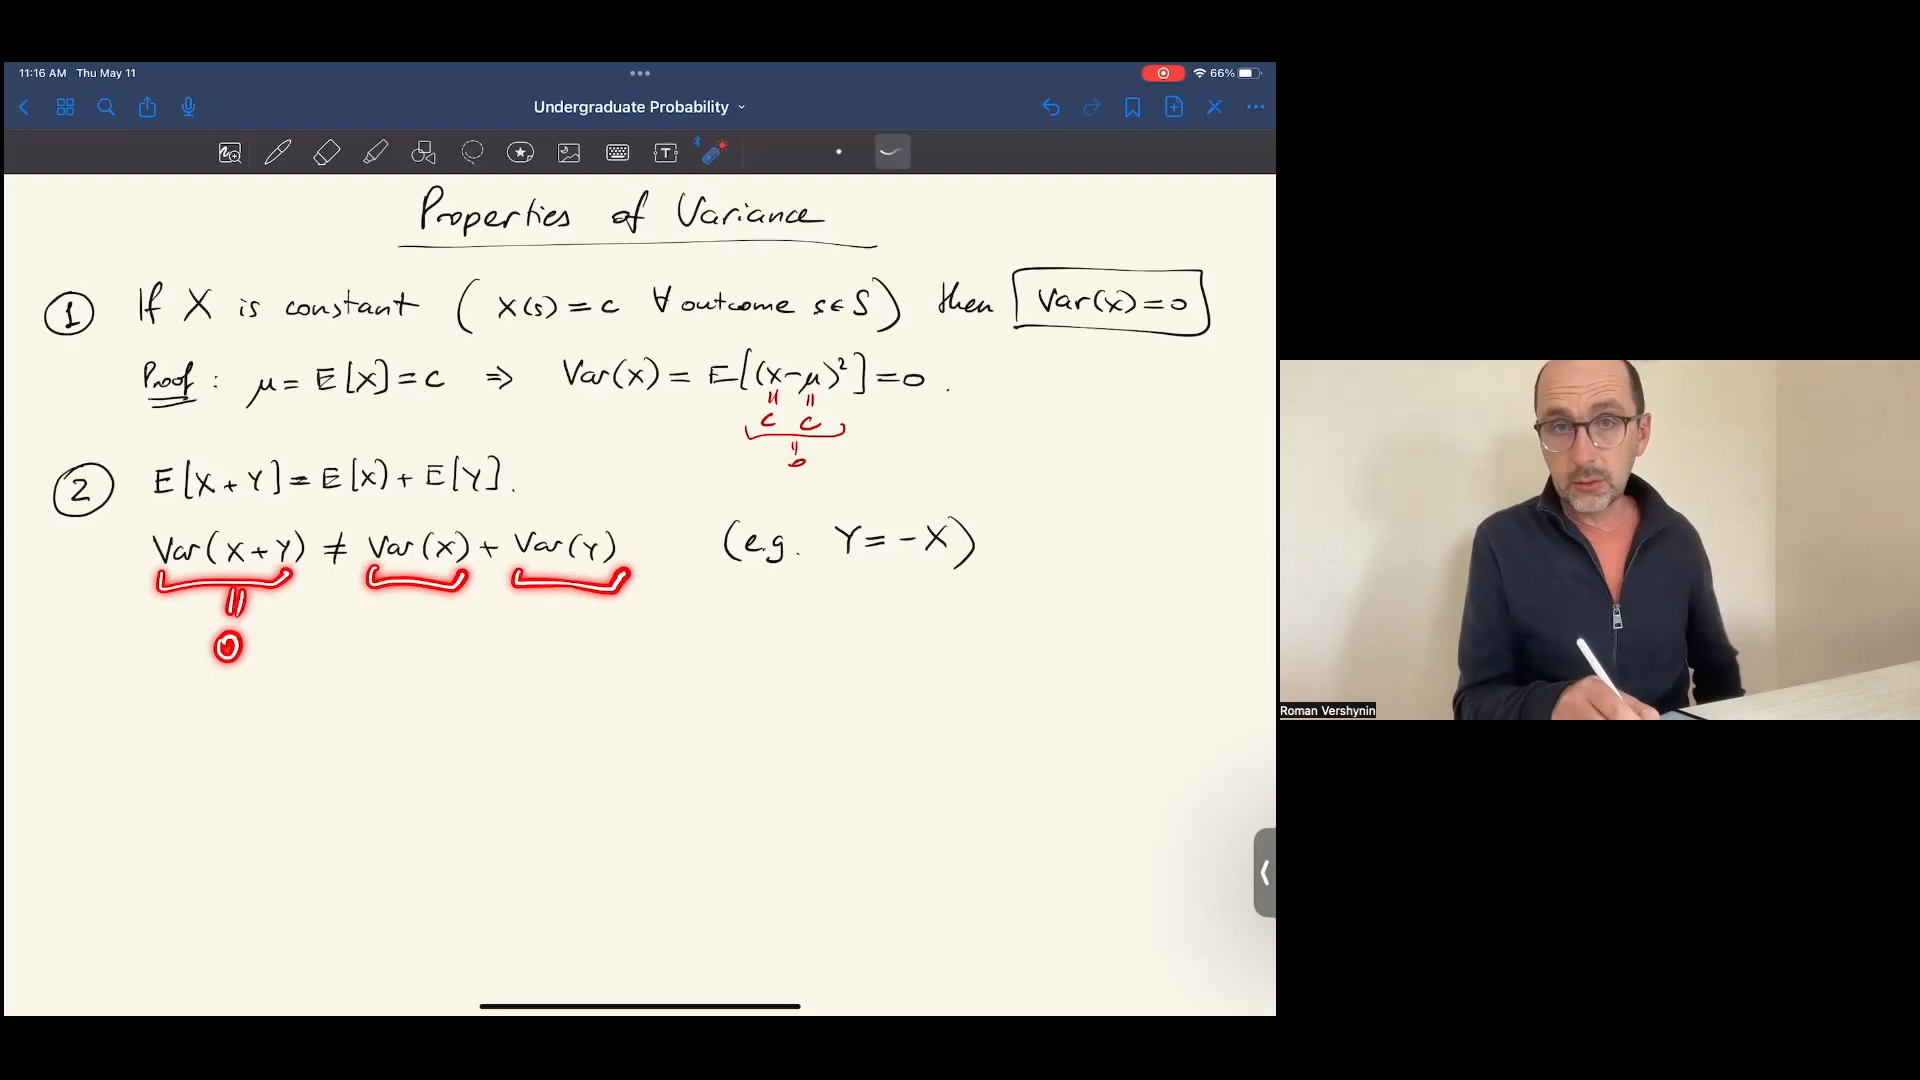 11:16 AM Thu May 11
66%
Undergraduate Probability
Properties of Variance
① If X is constant ( X(s) = c ∀ outcome s∈S ) then Var(x) = 0
Proof : μ = E[X] = c ⇒ Var(X) = E[(x-μ)²] = 0 .
" "
c c
"
0
② E[X+Y] = E[X] + E[Y].
Var(X+Y) ≠ Var(X) + Var(Y) (e.g. Y = -X)
"
0
Roman Vershynin